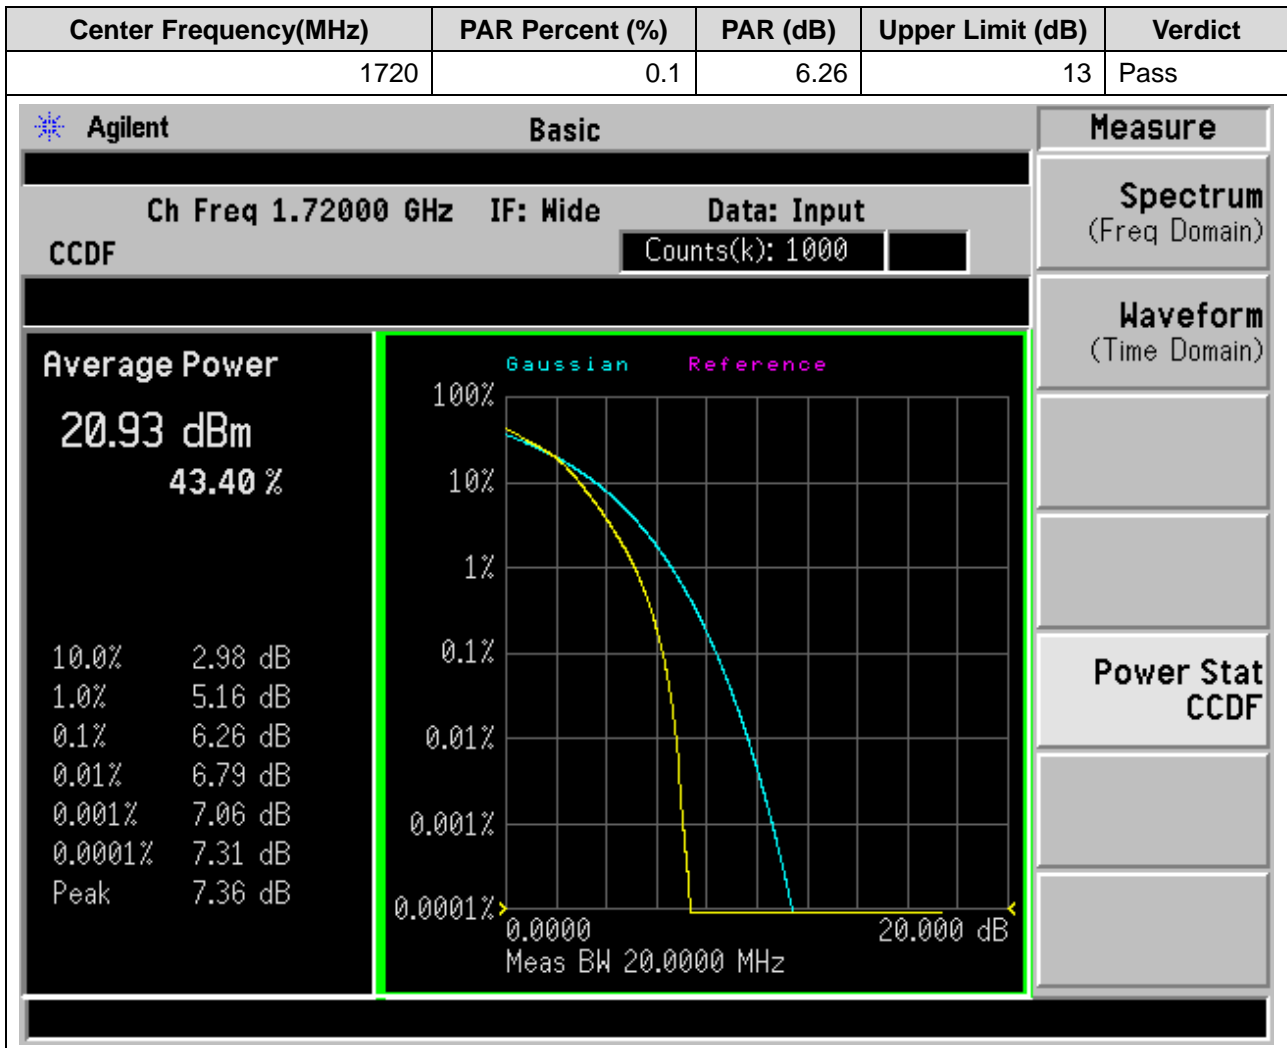 Center Frequency(MHz) PAR Percent (%) PAR (dB) Upper Limit (dB) Verdict
1720 0.1 6.26 13 Pass
Agilent Basic Measure
Ch Freq 1.72000 GHz IF: Wide Data: Input
CCDF Counts(k): 1000
Spectrum
(Freq Domain)
Waveform
(Time Domain)
Power Stat
CCDF
Average Power
20.93 dBm
43.40 %
10.0% 2.98 dB
1.0% 5.16 dB
0.1% 6.26 dB
0.01% 6.79 dB
0.001% 7.06 dB
0.0001% 7.31 dB
Peak 7.36 dB
Gaussian Reference
100%
10%
1%
0.1%
0.01%
0.001%
0.0001%
0.0000 20.000 dB
Meas BW 20.0000 MHz